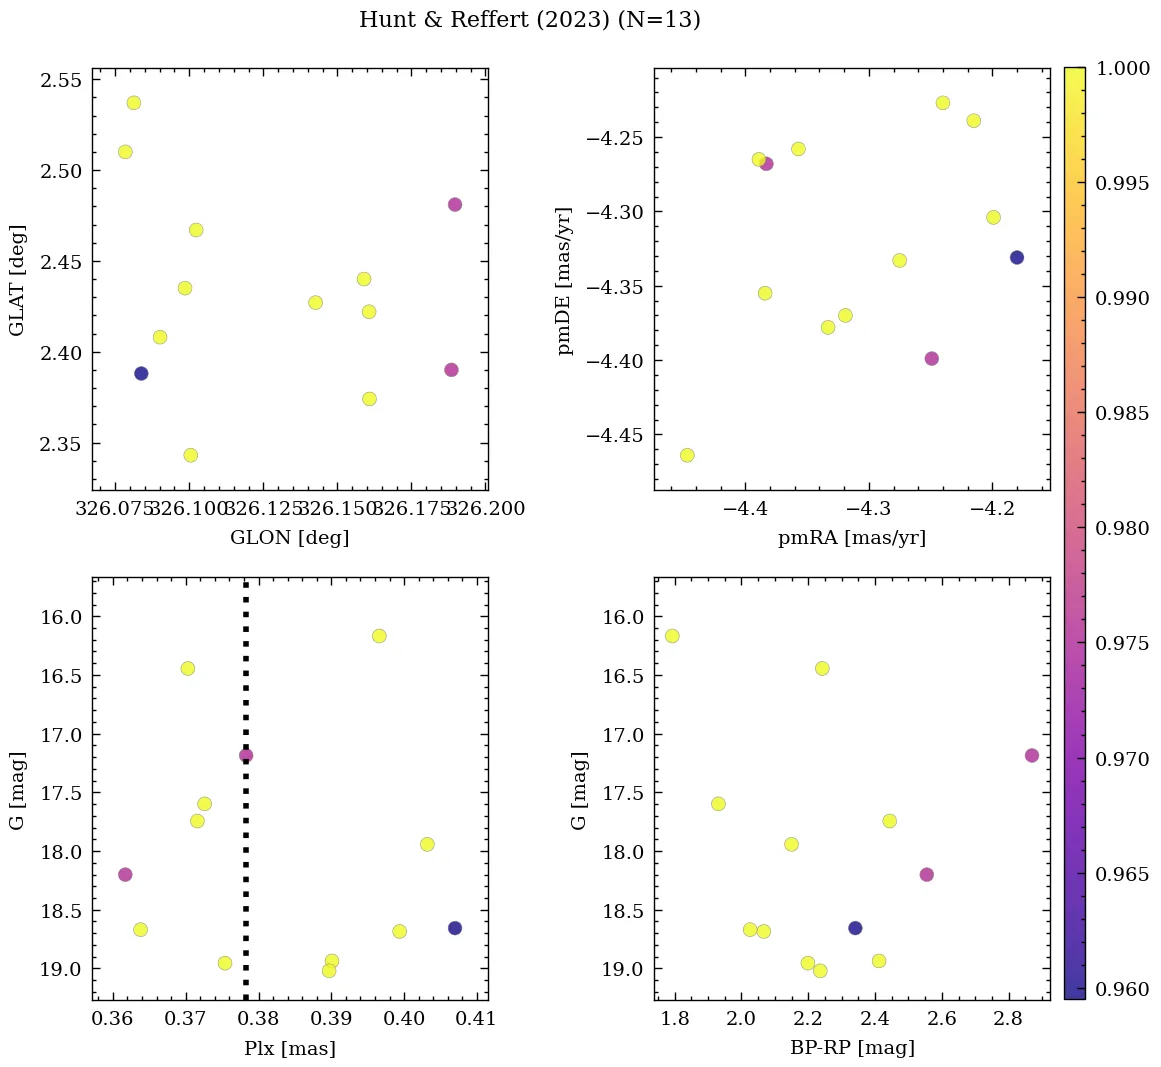 Hunt & Reffert (2023) (N=13)
2.55
2.50
2.45
2.40
2.35
GLAT [deg]
326.075 326.100 326.125 326.150 326.175 326.200
GLON [deg]
−4.25
−4.30
−4.35
−4.40
−4.45
pmDE [mas/yr]
−4.4 −4.3 −4.2
pmRA [mas/yr]
16.0
16.5
17.0
17.5
18.0
18.5
19.0
G [mag]
0.36 0.37 0.38 0.39 0.40 0.41
Plx [mas]
16.0
16.5
17.0
17.5
18.0
18.5
19.0
G [mag]
1.8 2.0 2.2 2.4 2.6 2.8
BP-RP [mag]
1.000
0.995
0.990
0.985
0.980
0.975
0.970
0.965
0.960